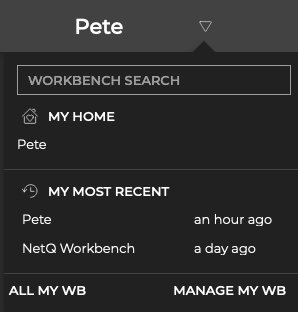 Pete
WORKBENCH SEARCH
MY HOME
Pete
MY MOST RECENT
Pete an hour ago
NetQ Workbench a day ago
ALL MY WB MANAGE MY WB